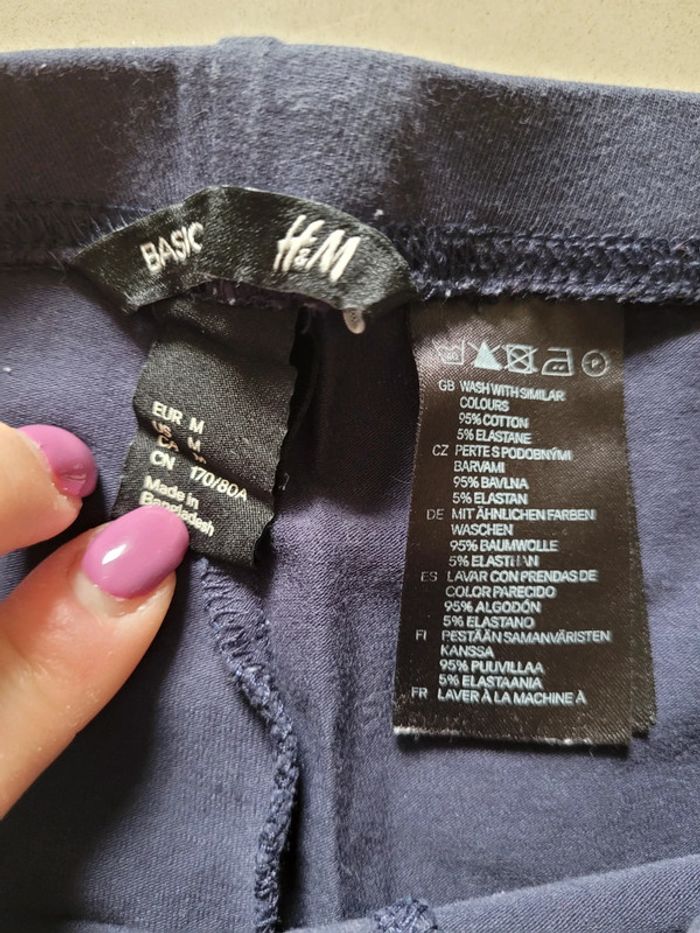 BASIC H&M
EUR M
US M
CN 170/80A
Made in
Bangladesh
40
P
GB WASH WITH SIMILAR
COLOURS
95% COTTON
5% ELASTANE
CZ PERTE S PODOBNÝMI
BARVAMI
95% BAVLNA
5% ELASTAN
DE MIT ÄHNLICHEN FARBEN
WASCHEN
95% BAUMWOLLE
5% ELASTHAN
ES LAVAR CON PRENDAS DE
COLOR PARECIDO
95% ALGODÓN
5% ELASTANO
FI PESTÄÄN SAMANVÄRISTEN
KANSSA
95% PUUVILLAA
5% ELASTAANIA
FR LAVER À LA MACHINE À